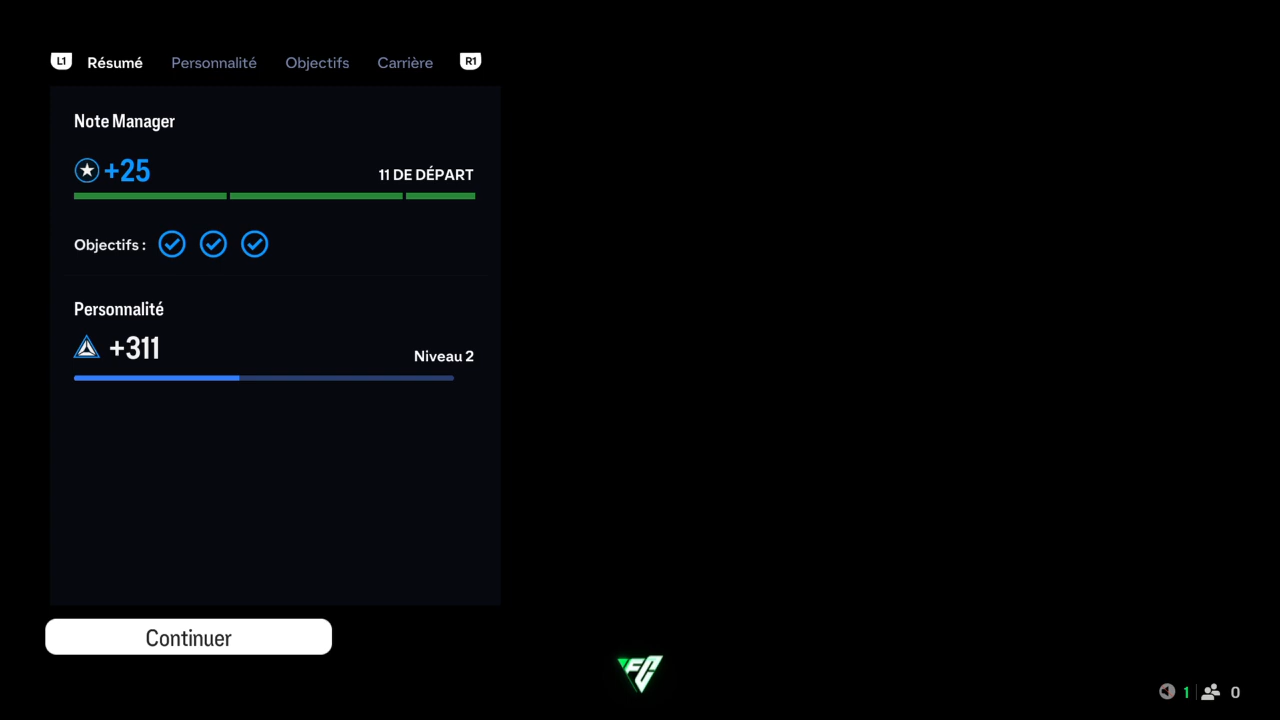 L1 Résumé Personnalité Objectifs Carrière R1
Note Manager
+25
11 DE DÉPART
Objectifs :
Personnalité
+311
Niveau 2
Continuer
FC
1 0